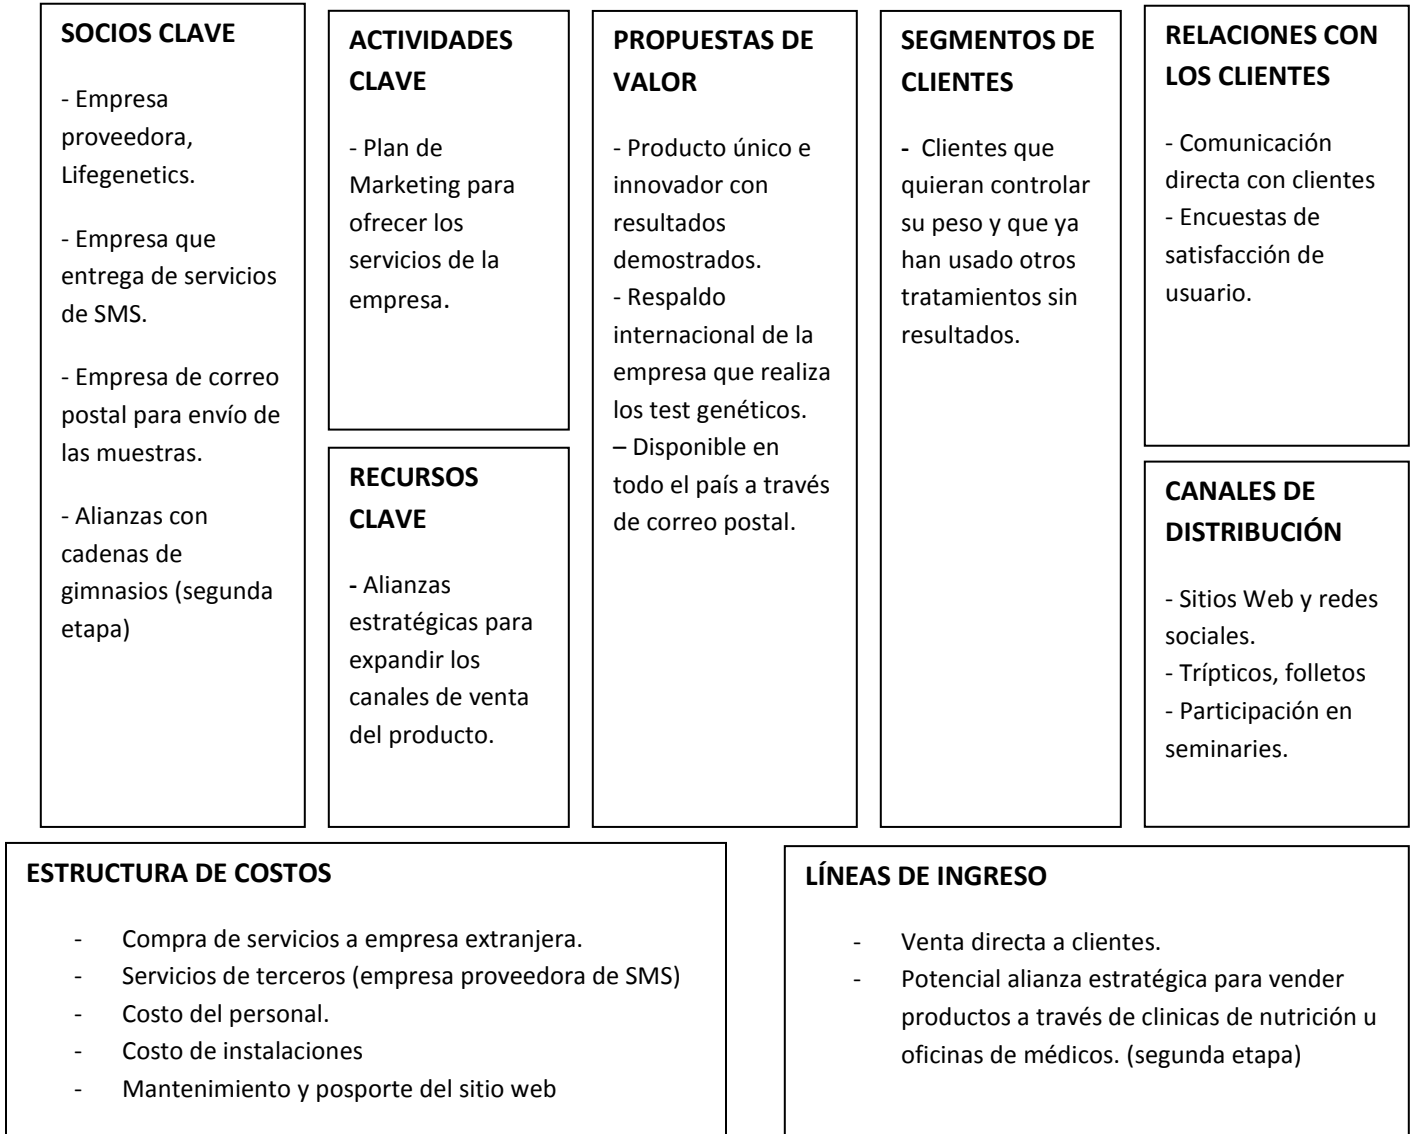 SOCIOS CLAVE
- Empresa
proveedora,
Lifegenetics.
- Empresa que
entrega de servicios
de SMS.
- Empresa de correo
postal para envío de
las muestras.
- Alianzas con
cadenas de
gimnasios (segunda
etapa)
ACTIVIDADES
CLAVE
- Plan de
Marketing para
ofrecer los
servicios de la
empresa.
RECURSOS
CLAVE
- Alianzas
estratégicas para
expandir los
canales de venta
del producto.
PROPUESTAS DE
VALOR
- Producto único e
innovador con
resultados
demostrados.
- Respaldo
internacional de la
empresa que realiza
los test genéticos.
– Disponible en
todo el país a través
de correo postal.
SEGMENTOS DE
CLIENTES
- Clientes que
quieran controlar
su peso y que ya
han usado otros
tratamientos sin
resultados.
RELACIONES CON
LOS CLIENTES
- Comunicación
directa con clientes
- Encuestas de
satisfacción de
usuario.
CANALES DE
DISTRIBUCIÓN
- Sitios Web y redes
sociales.
- Trípticos, folletos
- Participación en
seminaries.
ESTRUCTURA DE COSTOS
- Compra de servicios a empresa extranjera.
- Servicios de terceros (empresa proveedora de SMS)
- Costo del personal.
- Costo de instalaciones
- Mantenimiento y posporte del sitio web
LÍNEAS DE INGRESO
- Venta directa a clientes.
- Potencial alianza estratégica para vender
productos a través de clinicas de nutrición u
oficinas de médicos. (segunda etapa)